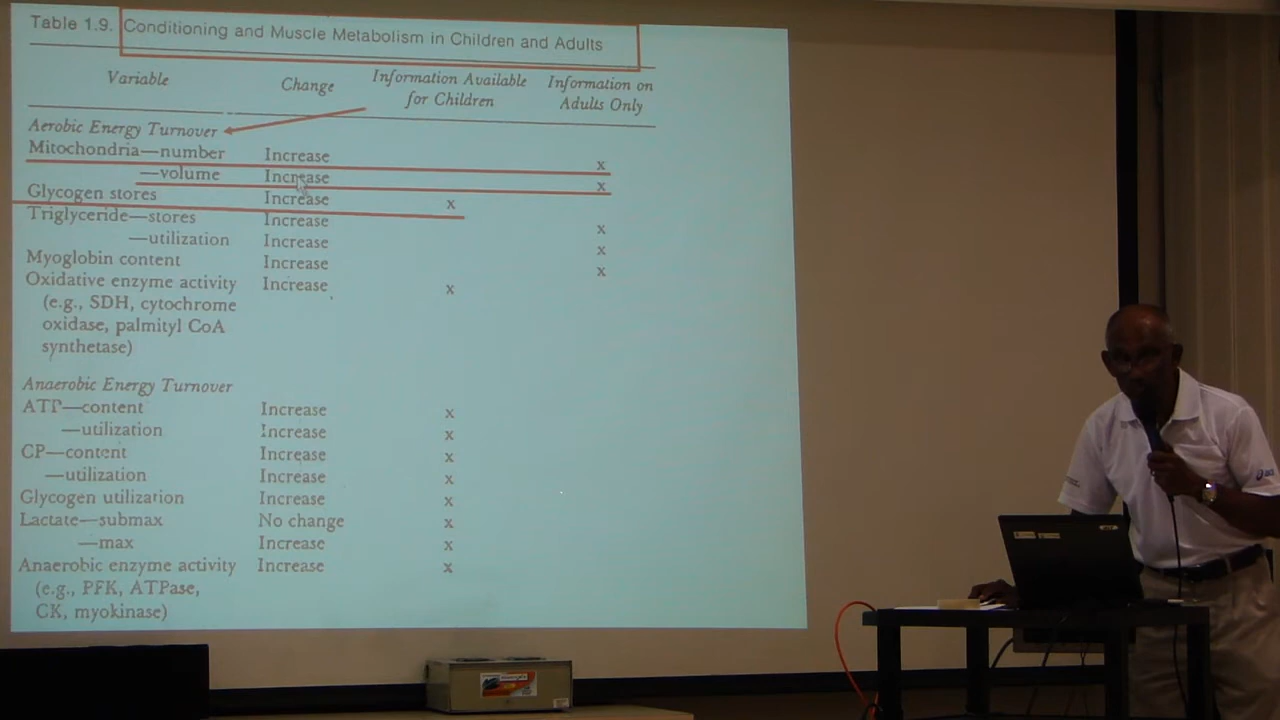 Table 1.9. Conditioning and Muscle Metabolism in Children and Adults
Variable Change Information Available for Children Information on Adults Only
Aerobic Energy Turnover
Mitochondria—number Increase x
—volume Increase x
Glycogen stores Increase x
Triglyceride—stores Increase x
—utilization Increase x
Myoglobin content Increase x
Oxidative enzyme activity Increase x
(e.g., SDH, cytochrome
oxidase, palmityl CoA
synthetase)
Anaerobic Energy Turnover
ATP—content Increase x
—utilization Increase x
CP—content Increase x
—utilization Increase x
Glycogen utilization Increase x
Lactate—submax No change x
—max Increase x
Anaerobic enzyme activity Increase x
(e.g., PFK, ATPase,
CK, myokinase)